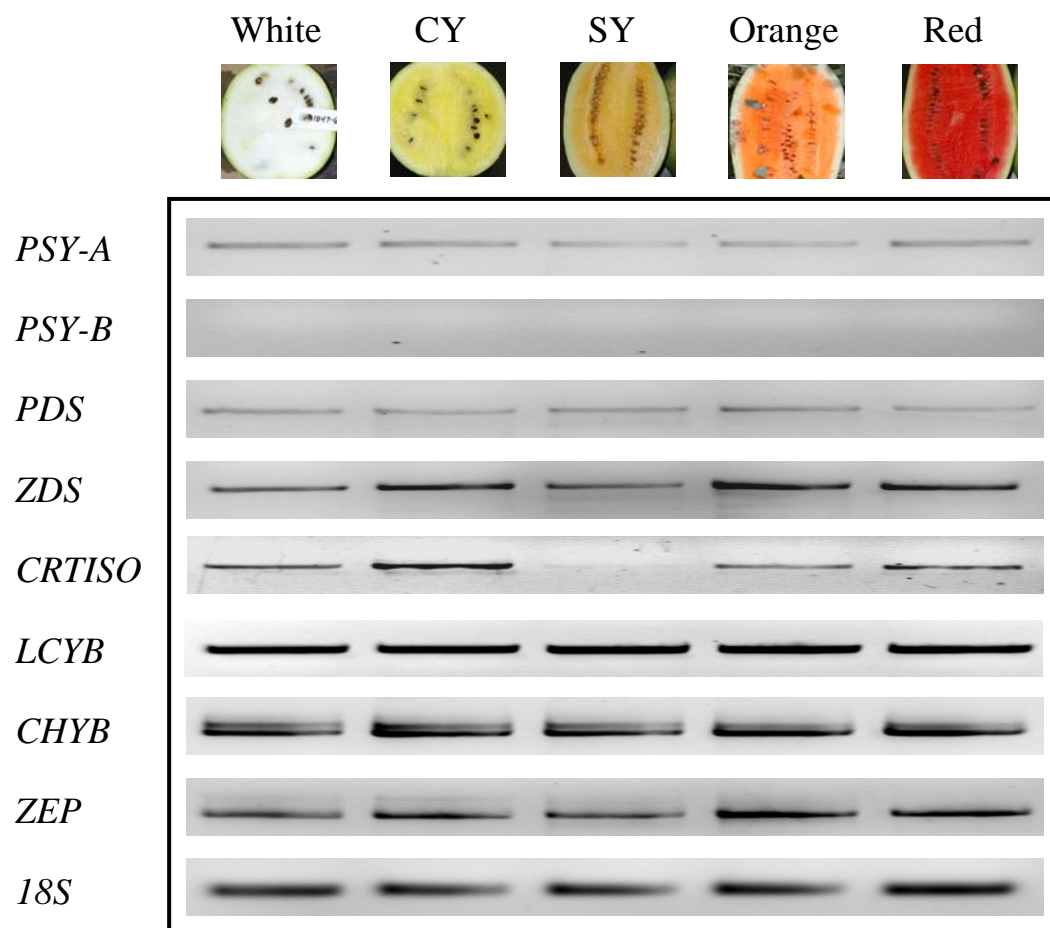 White CY SY Orange Red
PSY-A
PSY-B
PDS
ZDS
CRTISO
LCYB
CHYB
ZEP
18S